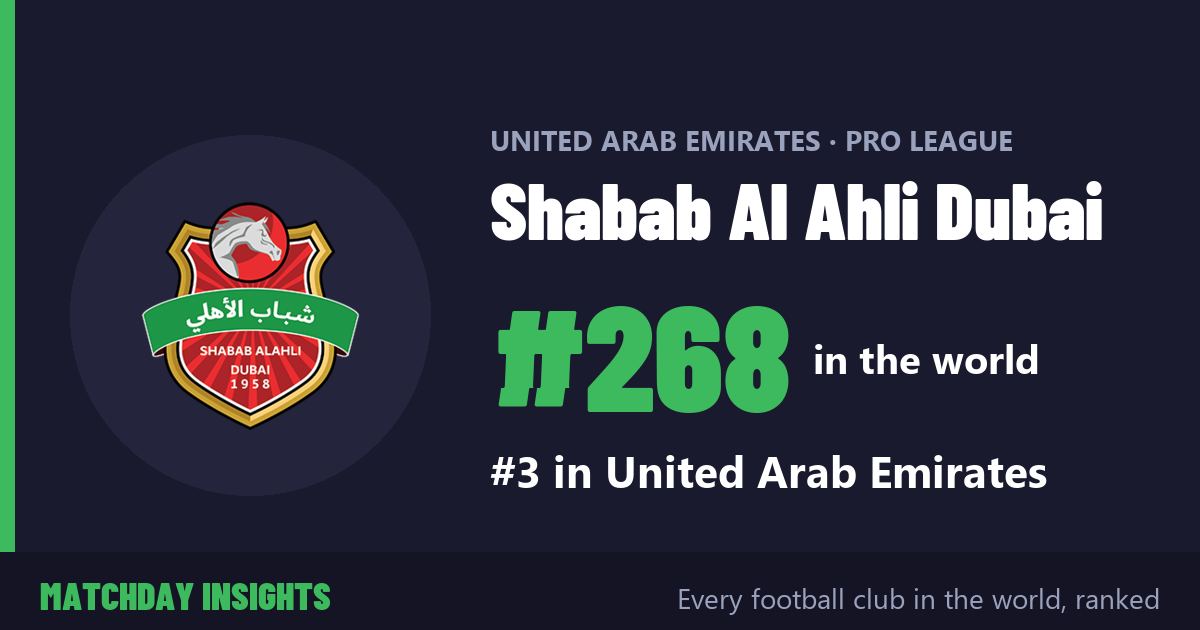 UNITED ARAB EMIRATES · PRO LEAGUE
Shabab Al Ahli Dubai
#268 in the world
#3 in United Arab Emirates
شباب الأهلي
SHABAB ALAHLI
DUBAI
1958
MATCHDAY INSIGHTS
Every football club in the world, ranked